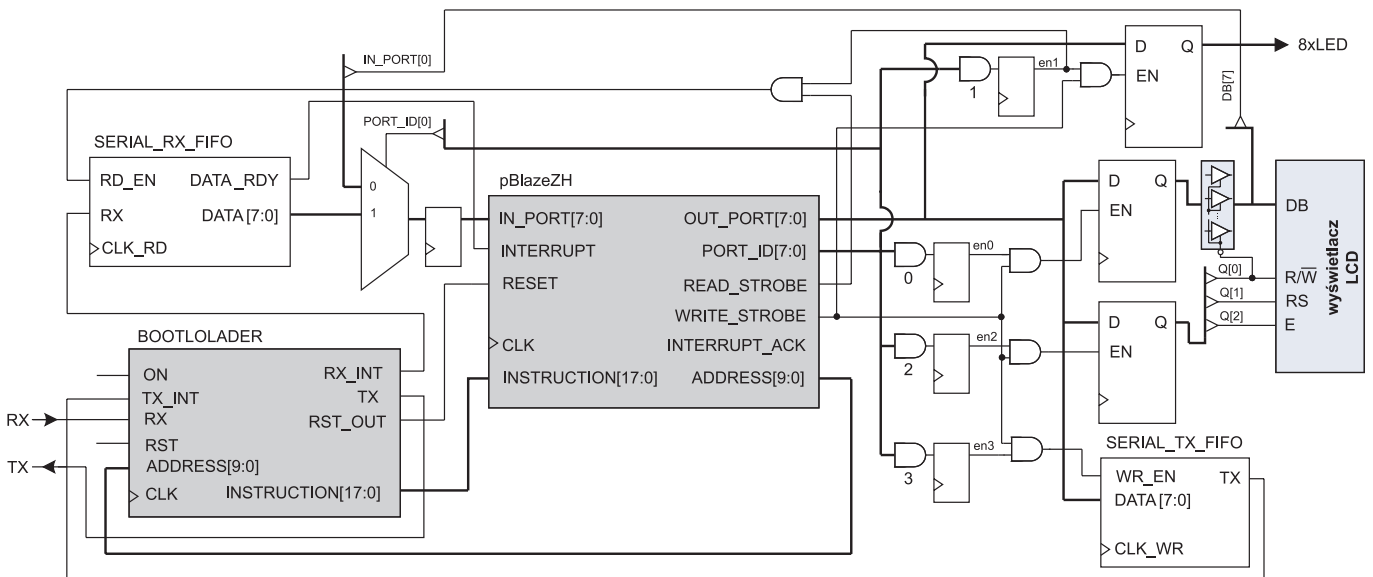 D Q
8xLED
IN_PORT[0]
en1
EN
1
DB[7]
PORT_ID[0]
SERIAL_RX_FIFO
RD_EN DATA_RDY
RX
DATA [7:0]
CLK_RD
0
1
pBlazeZH
IN_PORT[7:0] OUT_PORT[7:0]
INTERRUPT PORT_ID[7:0]
RESET READ_STROBE
WRITE_STROBE
CLK INTERRUPT_ACK
INSTRUCTION[17:0] ADDRESS[9:0]
en0
0
en2
2
en3
3
D Q
EN
D Q
EN
DB
Q[0]
R/W̅
Q[1]
RS
Q[2]
E
wyświetlacz
LCD
BOOTLOLADER
ON RX_INT
TX_INT TX
RX RST_OUT
RST
ADDRESS[9:0]
CLK INSTRUCTION[17:0]
RX
TX
SERIAL_TX_FIFO
WR_EN TX
DATA [7:0]
CLK_WR